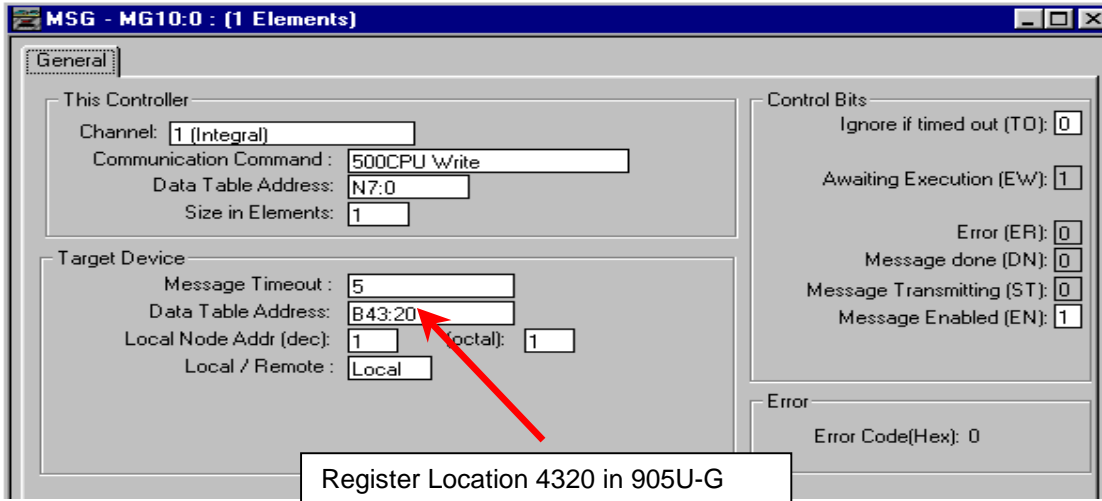 MSG - MG10:0 : (1 Elements)
General
This Controller
Channel: 1 (Integral)
Communication Command : 500CPU Write
Data Table Address: N7:0
Size in Elements: 1
Target Device
Message Timeout : 5
Data Table Address: B43:20
Local Node Addr (dec): 1 (octal): 1
Local / Remote : Local
Control Bits
Ignore if timed out (TO): 0
Awaiting Execution (EW): 1
Error (ER): 0
Message done (DN): 0
Message Transmitting (ST): 0
Message Enabled (EN): 1
Error
Error Code(Hex): 0
Register Location 4320 in 905U-G